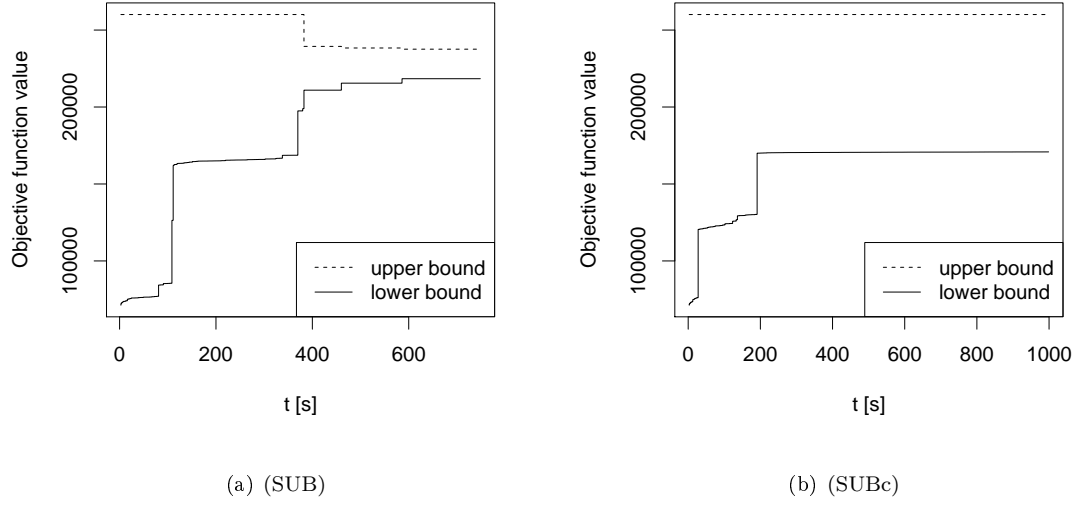 Objective function value
100000
200000
0
200
400
600
t [s]
upper bound
lower bound
(a) (SUB)
Objective function value
100000
200000
0
200
400
600
800
1000
t [s]
upper bound
lower bound
(b) (SUBc)